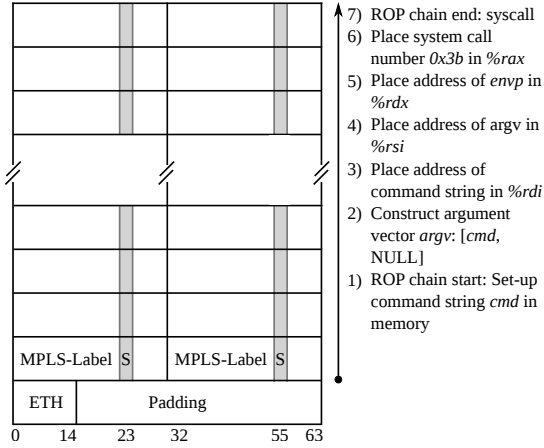 7) ROP chain end: syscall
6) Place system call
number 0x3b in %rax
5) Place address of envp in
%rdx
4) Place address of argv in
%rsi
3) Place address of
command string in %rdi
2) Construct argument
vector argv: [cmd,
NULL]
1) ROP chain start: Set-up
command string cmd in
memory
MPLS-Label S MPLS-Label S
ETH Padding
0 14 23 32 55 63